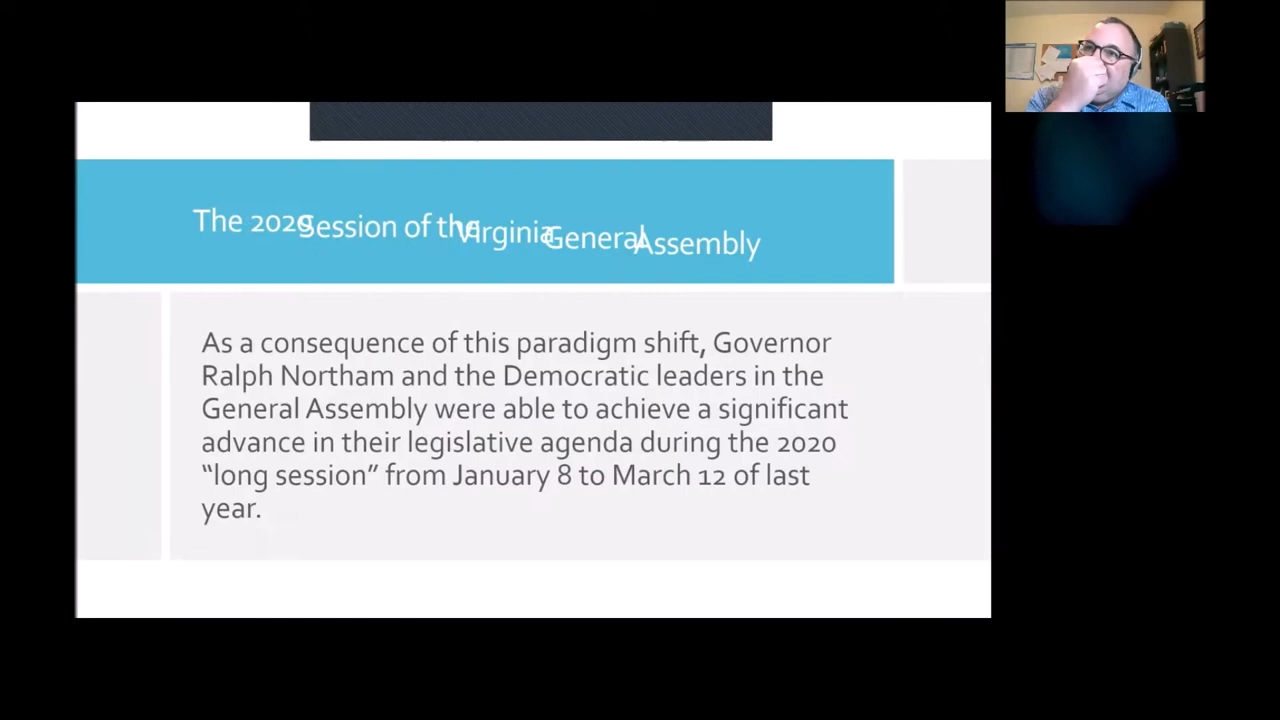 The 2020 Session of the Virginia General Assembly
As a consequence of this paradigm shift, Governor
Ralph Northam and the Democratic leaders in the
General Assembly were able to achieve a significant
advance in their legislative agenda during the 2020
“long session” from January 8 to March 12 of last
year.